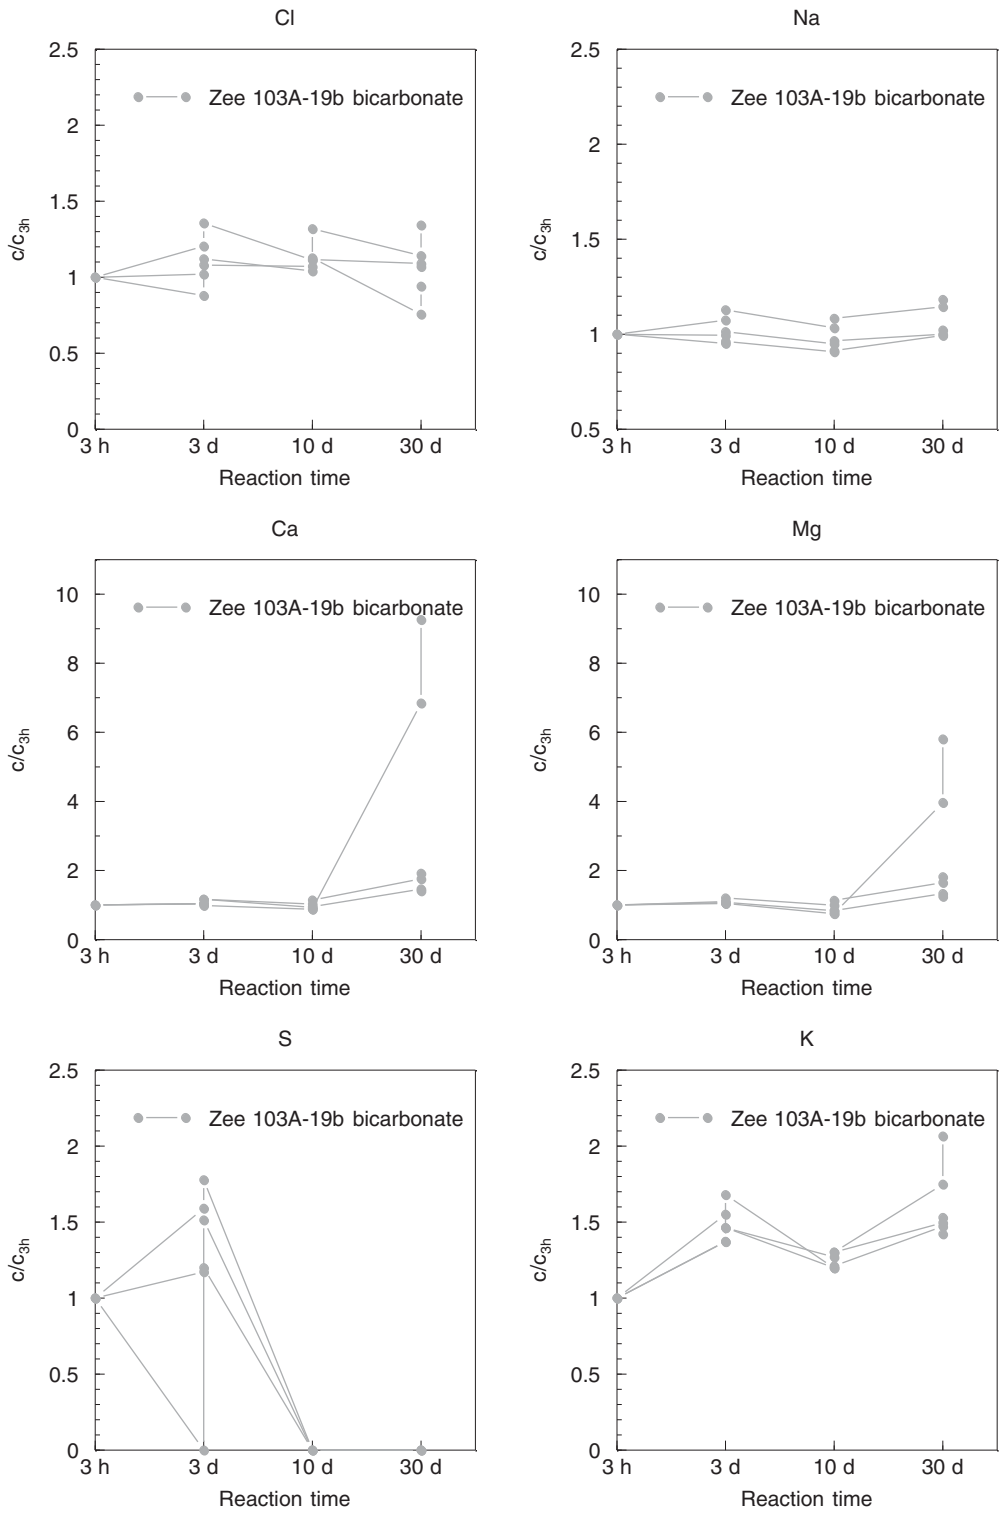 Cl
2.5
2
1.5
1
0.5
0
c/c3h
Zee 103A-19b bicarbonate
3 h 3 d 10 d 30 d
Reaction time
Na
2.5
2
1.5
1
0.5
c/c3h
Zee 103A-19b bicarbonate
3 h 3 d 10 d 30 d
Reaction time
Ca
10
8
6
4
2
0
c/c3h
Zee 103A-19b bicarbonate
3 h 3 d 10 d 30 d
Reaction time
Mg
10
8
6
4
2
0
c/c3h
Zee 103A-19b bicarbonate
3 h 3 d 10 d 30 d
Reaction time
S
2.5
2
1.5
1
0.5
0
c/c3h
Zee 103A-19b bicarbonate
3 h 3 d 10 d 30 d
Reaction time
K
2.5
2
1.5
1
0.5
0
c/c3h
Zee 103A-19b bicarbonate
3 h 3 d 10 d 30 d
Reaction time